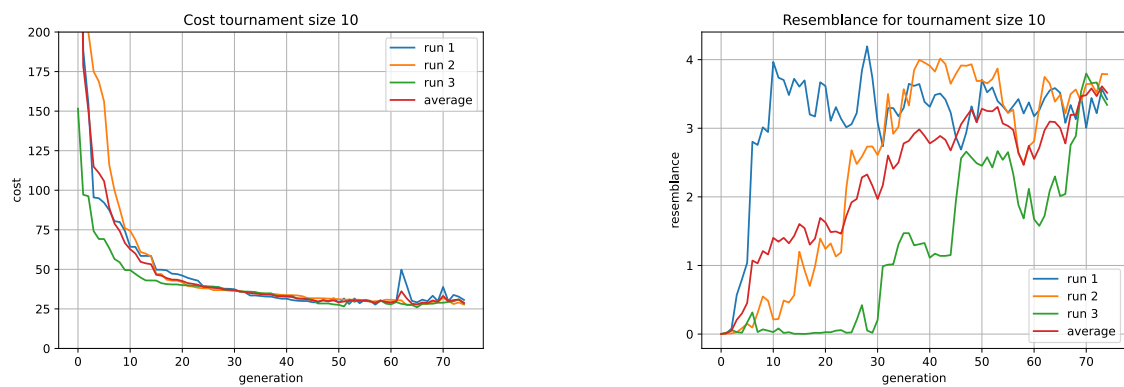 Cost tournament size 10
200
175
150
125
100
75
50
25
0
cost
0 10 20 30 40 50 60 70
generation
run 1
run 2
run 3
average
Resemblance for tournament size 10
4
3
2
1
0
resemblance
0 10 20 30 40 50 60 70
generation
run 1
run 2
run 3
average